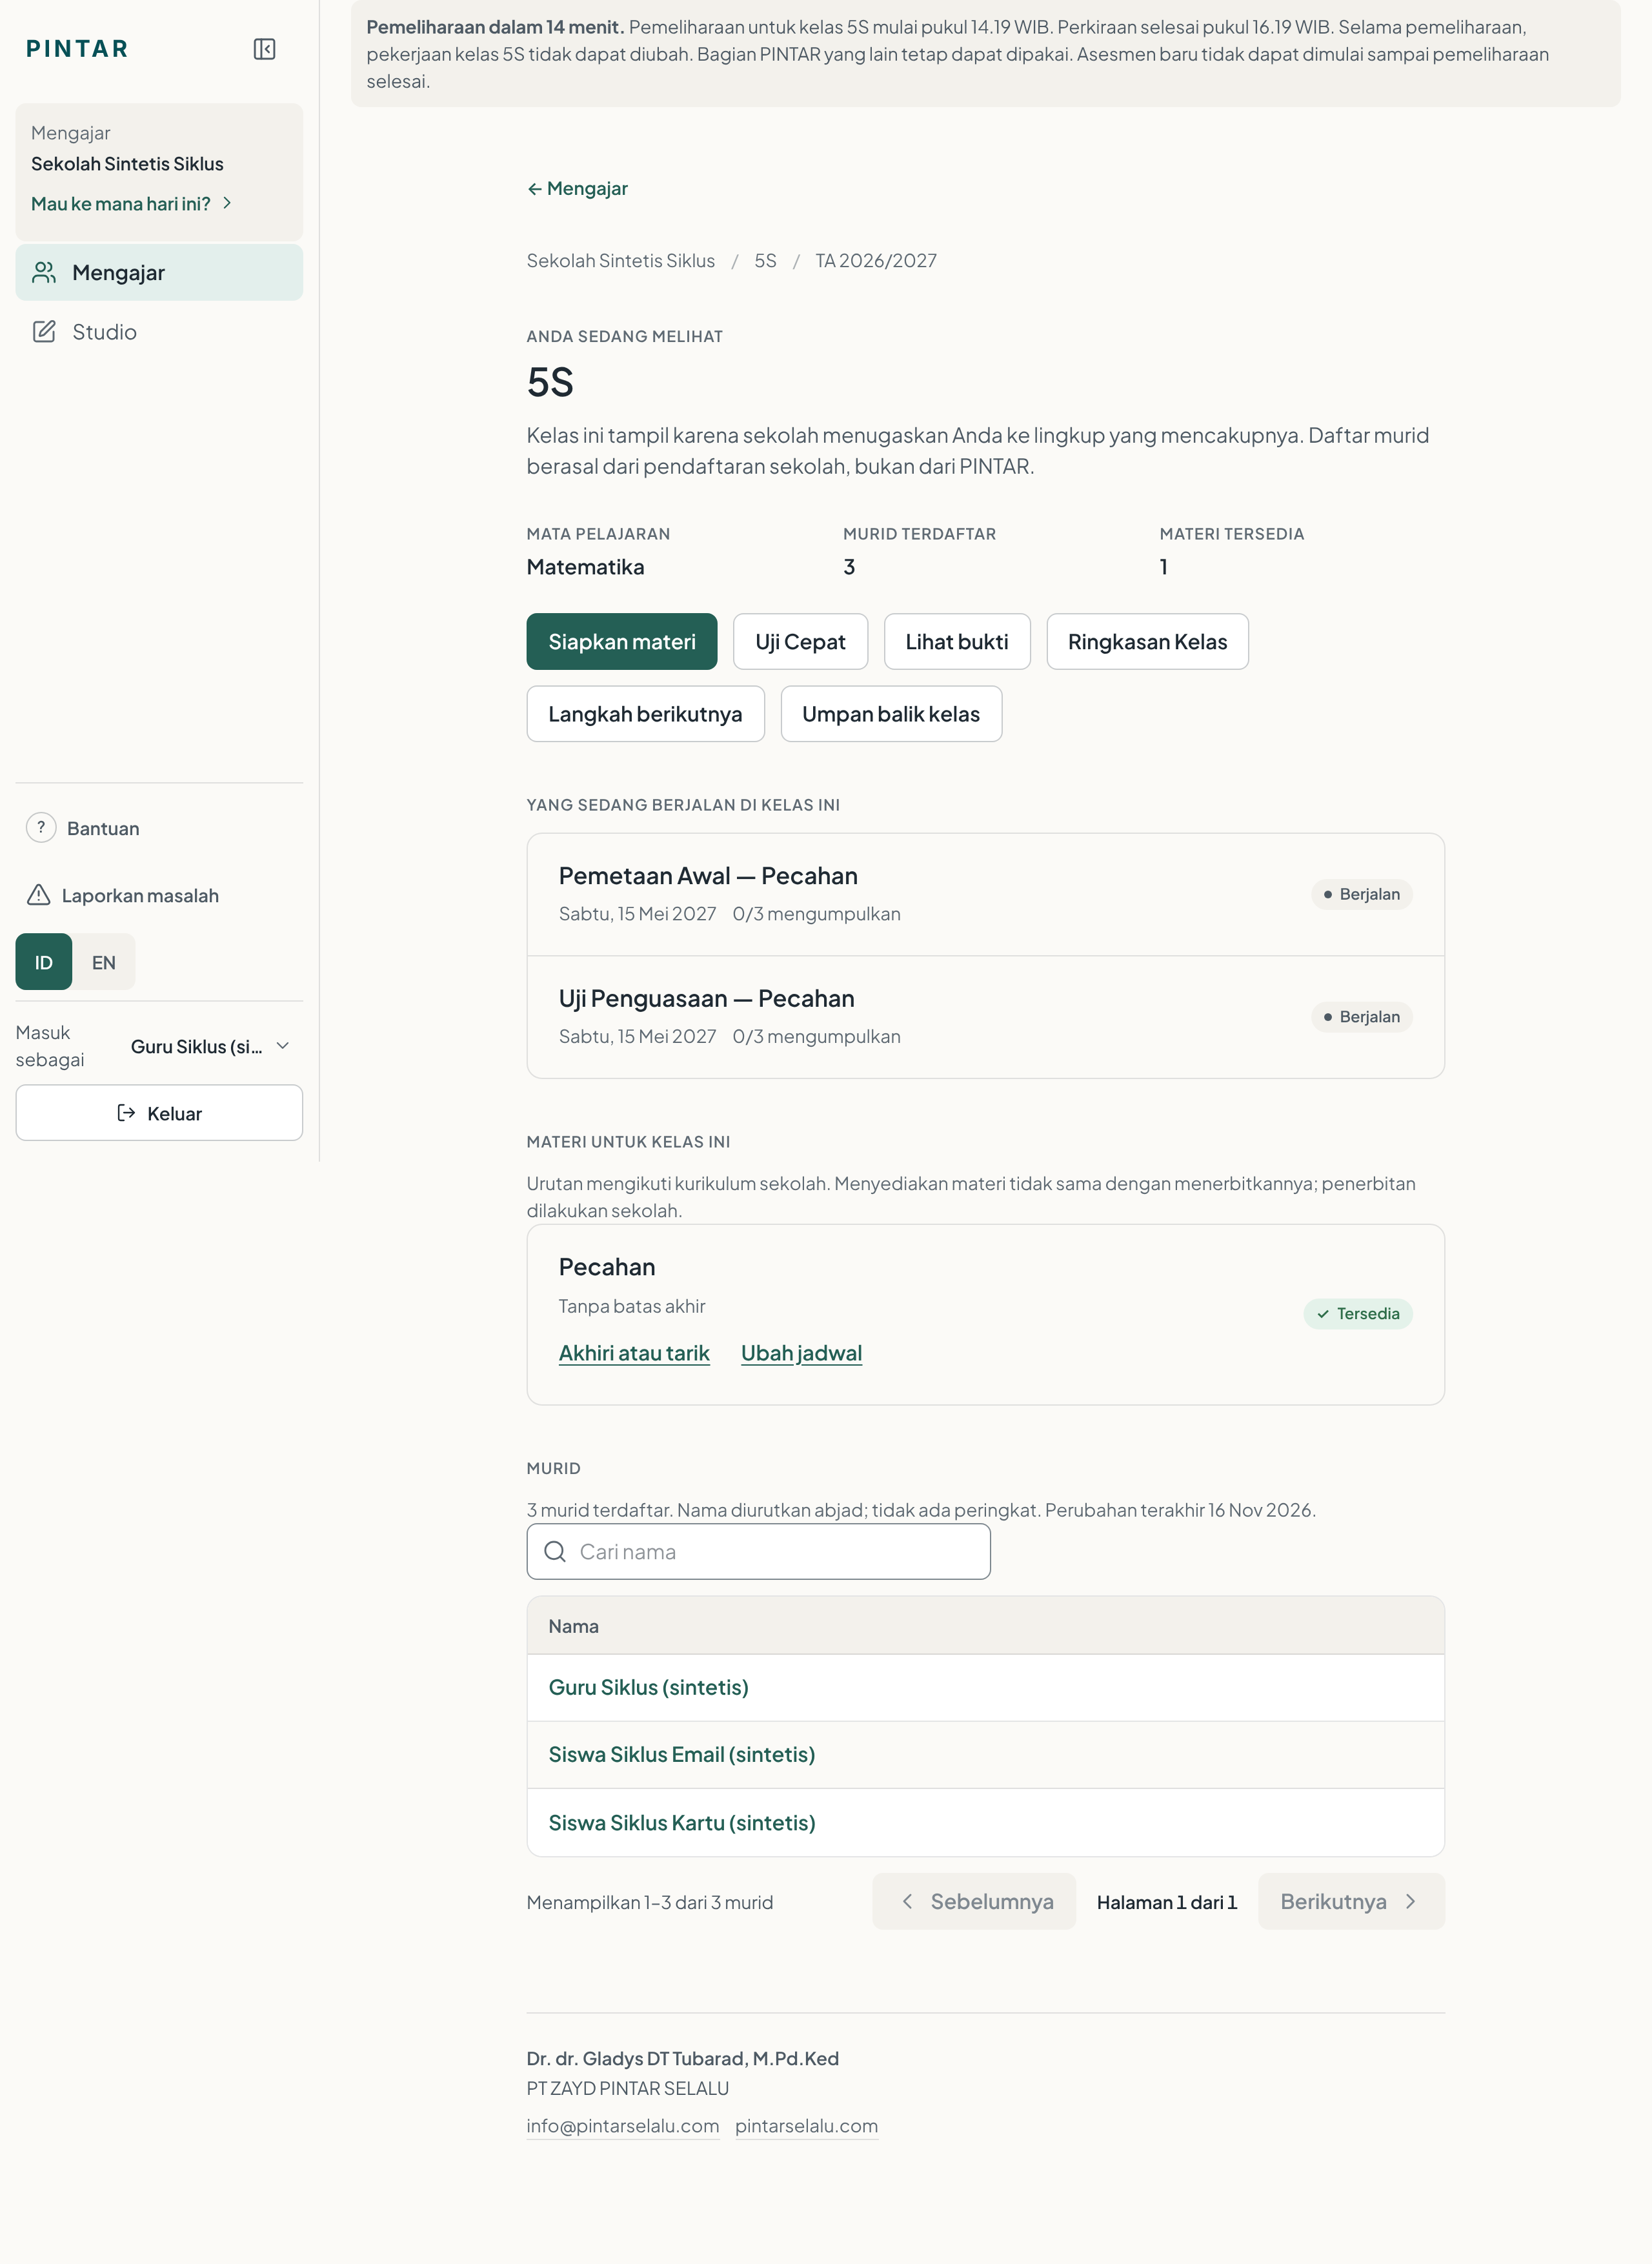 PINTAR
Mengajar
Sekolah Sintetis Siklus
Mau ke mana hari ini?
Mengajar
Studio
? Bantuan
Laporkan masalah
ID EN
Masuk
sebagai
Guru Siklus (si...
Keluar
Pemeliharaan dalam 14 menit. Pemeliharaan untuk kelas 5S mulai pukul 14.19 WIB. Perkiraan selesai pukul 16.19 WIB. Selama pemeliharaan,
pekerjaan kelas 5S tidak dapat diubah. Bagian PINTAR yang lain tetap dapat dipakai. Asesmen baru tidak dapat dimulai sampai pemeliharaan
selesai.
← Mengajar
Sekolah Sintetis Siklus / 5S / TA 2026/2027
ANDA SEDANG MELIHAT
5S
Kelas ini tampil karena sekolah menugaskan Anda ke lingkup yang mencakupnya. Daftar murid
berasal dari pendaftaran sekolah, bukan dari PINTAR.
MATA PELAJARAN MURID TERDAFTAR MATERI TERSEDIA
Matematika 3 1
Siapkan materi Uji Cepat Lihat bukti Ringkasan Kelas
Langkah berikutnya Umpan balik kelas
YANG SEDANG BERJALAN DI KELAS INI
Pemetaan Awal — Pecahan
Sabtu, 15 Mei 2027 0/3 mengumpulkan
Berjalan
Uji Penguasaan — Pecahan
Sabtu, 15 Mei 2027 0/3 mengumpulkan
Berjalan
MATERI UNTUK KELAS INI
Urutan mengikuti kurikulum sekolah. Menyediakan materi tidak sama dengan menerbitkannya; penerbitan
dilakukan sekolah.
Pecahan
Tanpa batas akhir
Tersedia
Akhiri atau tarik Ubah jadwal
MURID
3 murid terdaftar. Nama diurutkan abjad; tidak ada peringkat. Perubahan terakhir 16 Nov 2026.
Cari nama
Nama
Guru Siklus (sintetis)
Siswa Siklus Email (sintetis)
Siswa Siklus Kartu (sintetis)
Menampilkan 1–3 dari 3 murid Sebelumnya Halaman 1 dari 1 Berikutnya
Dr. dr. Gladys DT Tubarad, M.Pd.Ked
PT ZAYD PINTAR SELALU
info@pintarselalu.com pintarselalu.com